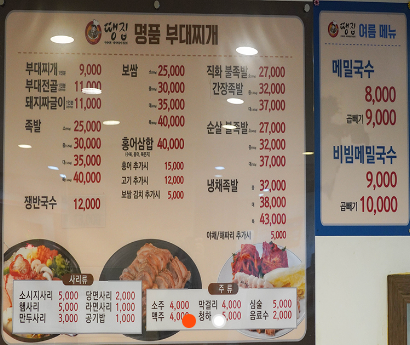 땡집 명품 부대찌개
부대찌개 9,000
부대전골 11,000
돼지짜글이 11,000
족발 25,000
30,000
35,000
40,000
쟁반국수 12,000
보쌈 25,000
30,000
35,000
40,000
홍어삼합 40,000
홍어 추가시 15,000
고기 추가시 12,000
보쌈 김치 추가시 5,000
직화 불족발 27,000
간장족발 32,000
37,000
순살 불족발 27,000
32,000
37,000
냉채족발 32,000
38,000
43,000
야채/해파리 추가시 5,000
사리류
소시지사리 5,000 당면사리 2,000
햄사리 5,000 라면사리 1,000
만두사리 3,000 공기밥 1,000
주류
소주 4,000 막걸리 4,000 심술 5,000
맥주 4,000 청하 5,000 음료수 2,000
땡집 여름 메뉴
메밀국수
8,000
곱빼기 9,000
비빔메밀국수
9,000
곱빼기 10,000